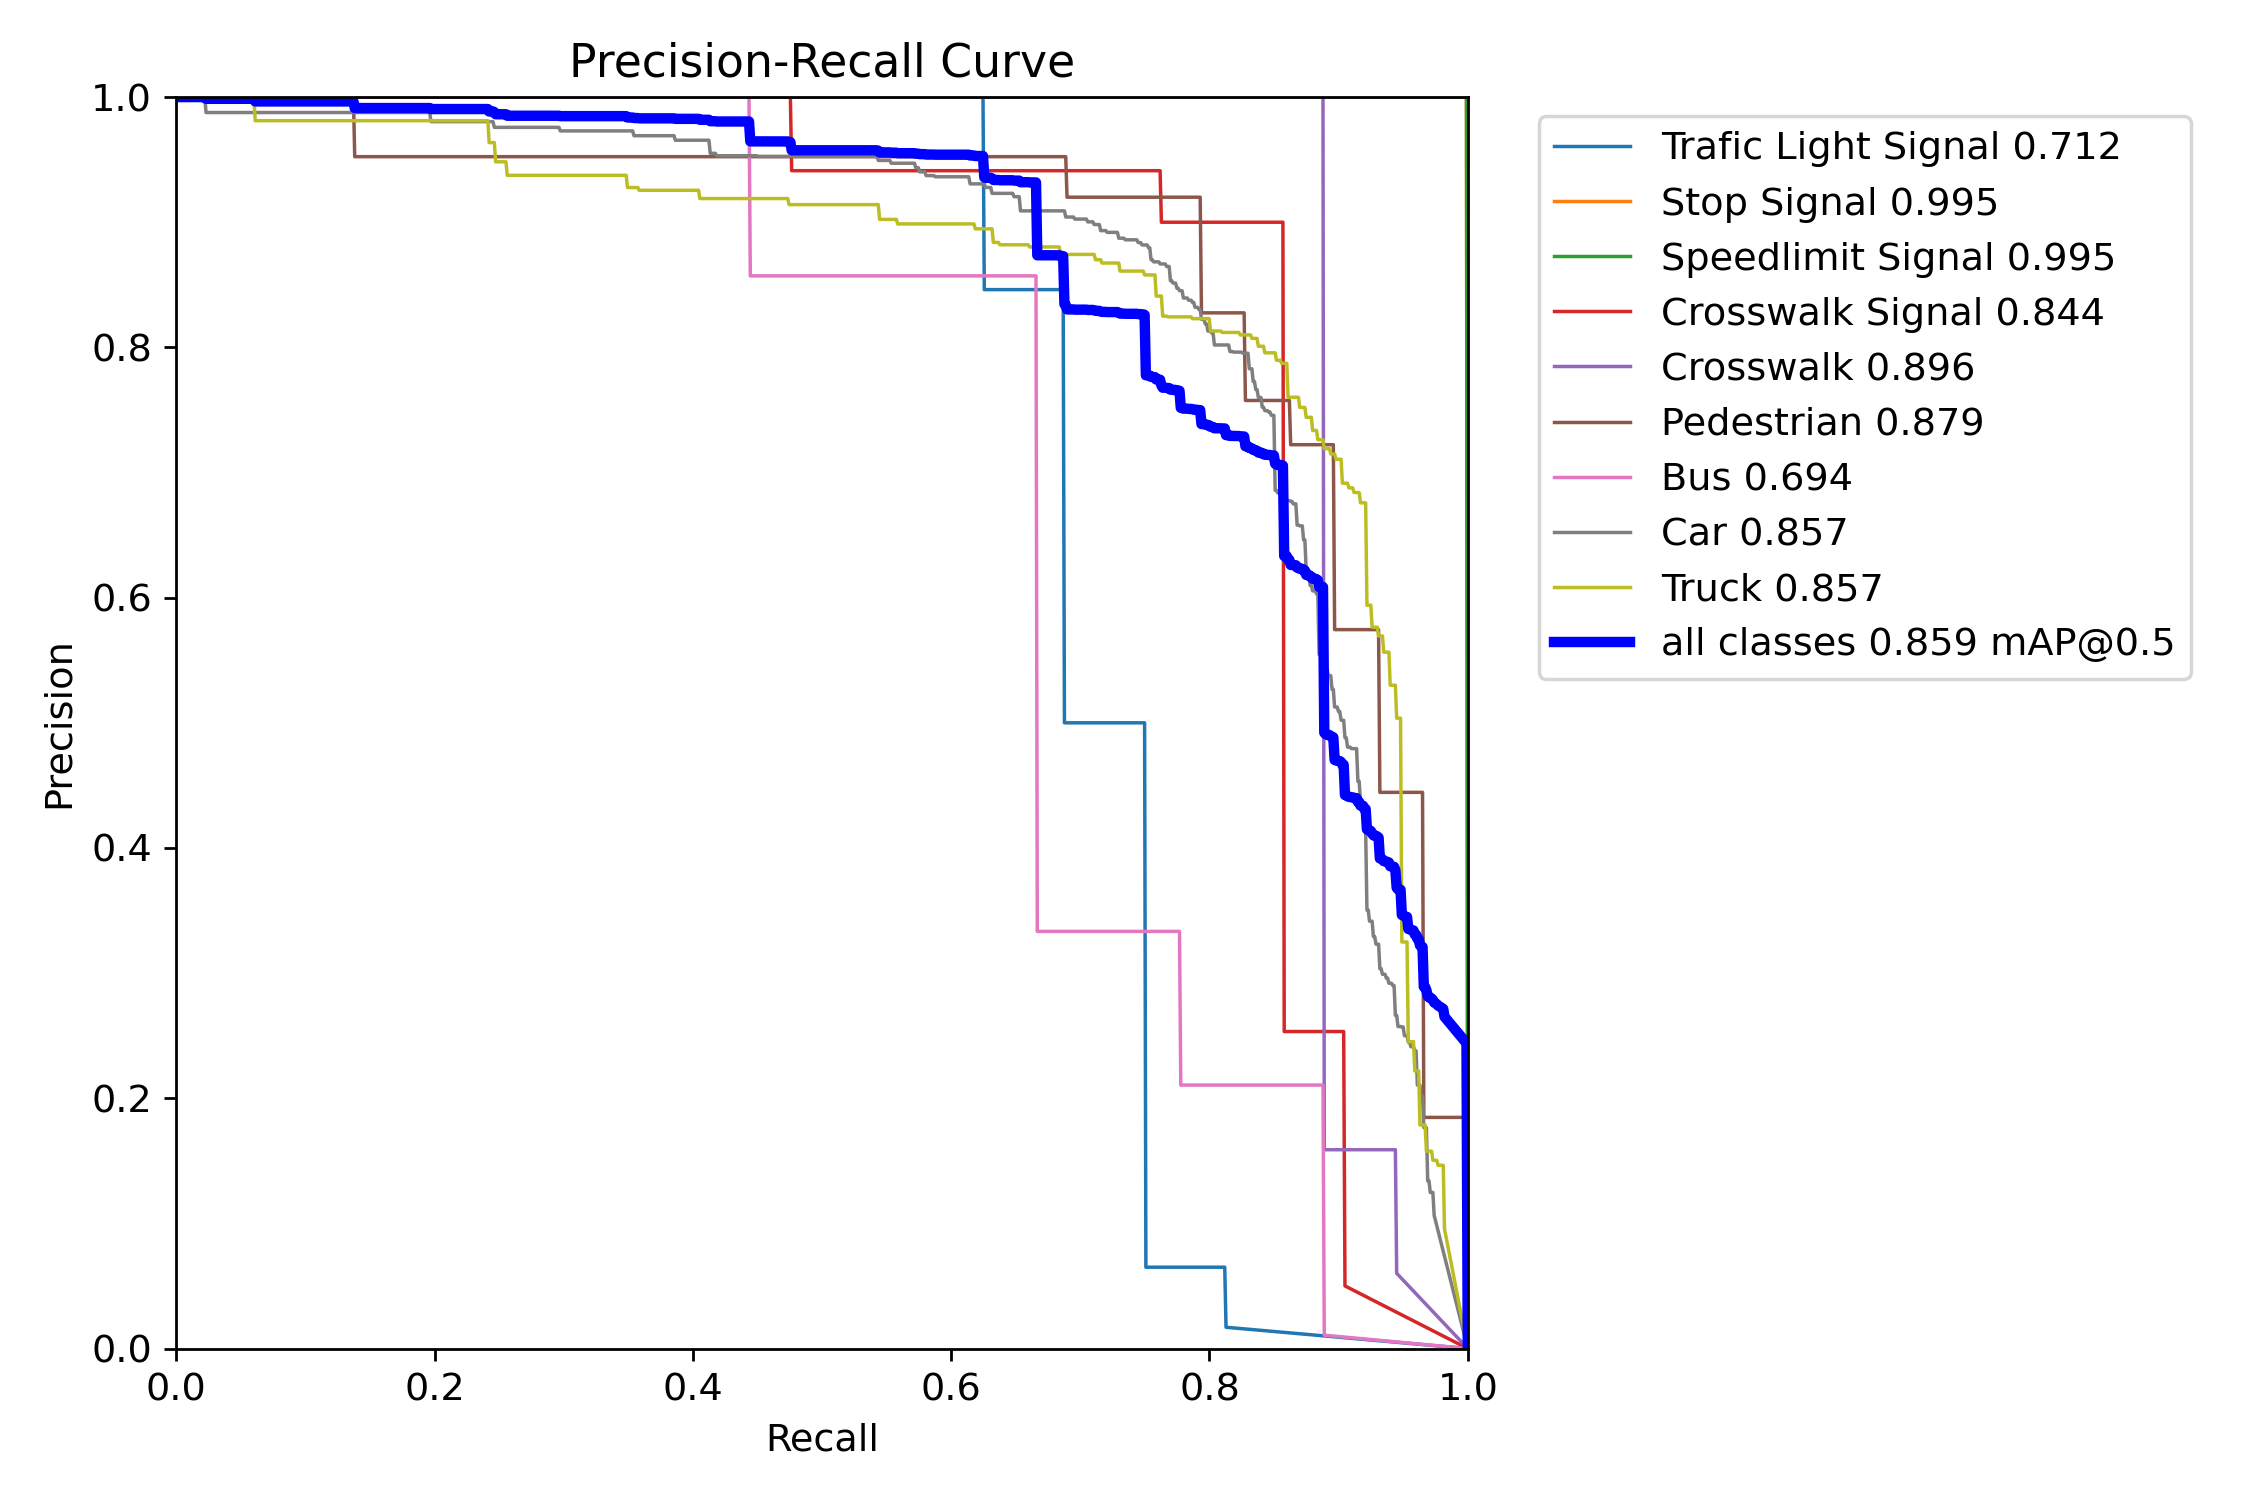 Precision-Recall Curve
1.0
0.8
0.6
0.4
0.2
0.0
Precision
0.0 0.2 0.4 0.6 0.8 1.0
Recall
Trafic Light Signal 0.712
Stop Signal 0.995
Speedlimit Signal 0.995
Crosswalk Signal 0.844
Crosswalk 0.896
Pedestrian 0.879
Bus 0.694
Car 0.857
Truck 0.857
all classes 0.859 mAP@0.5